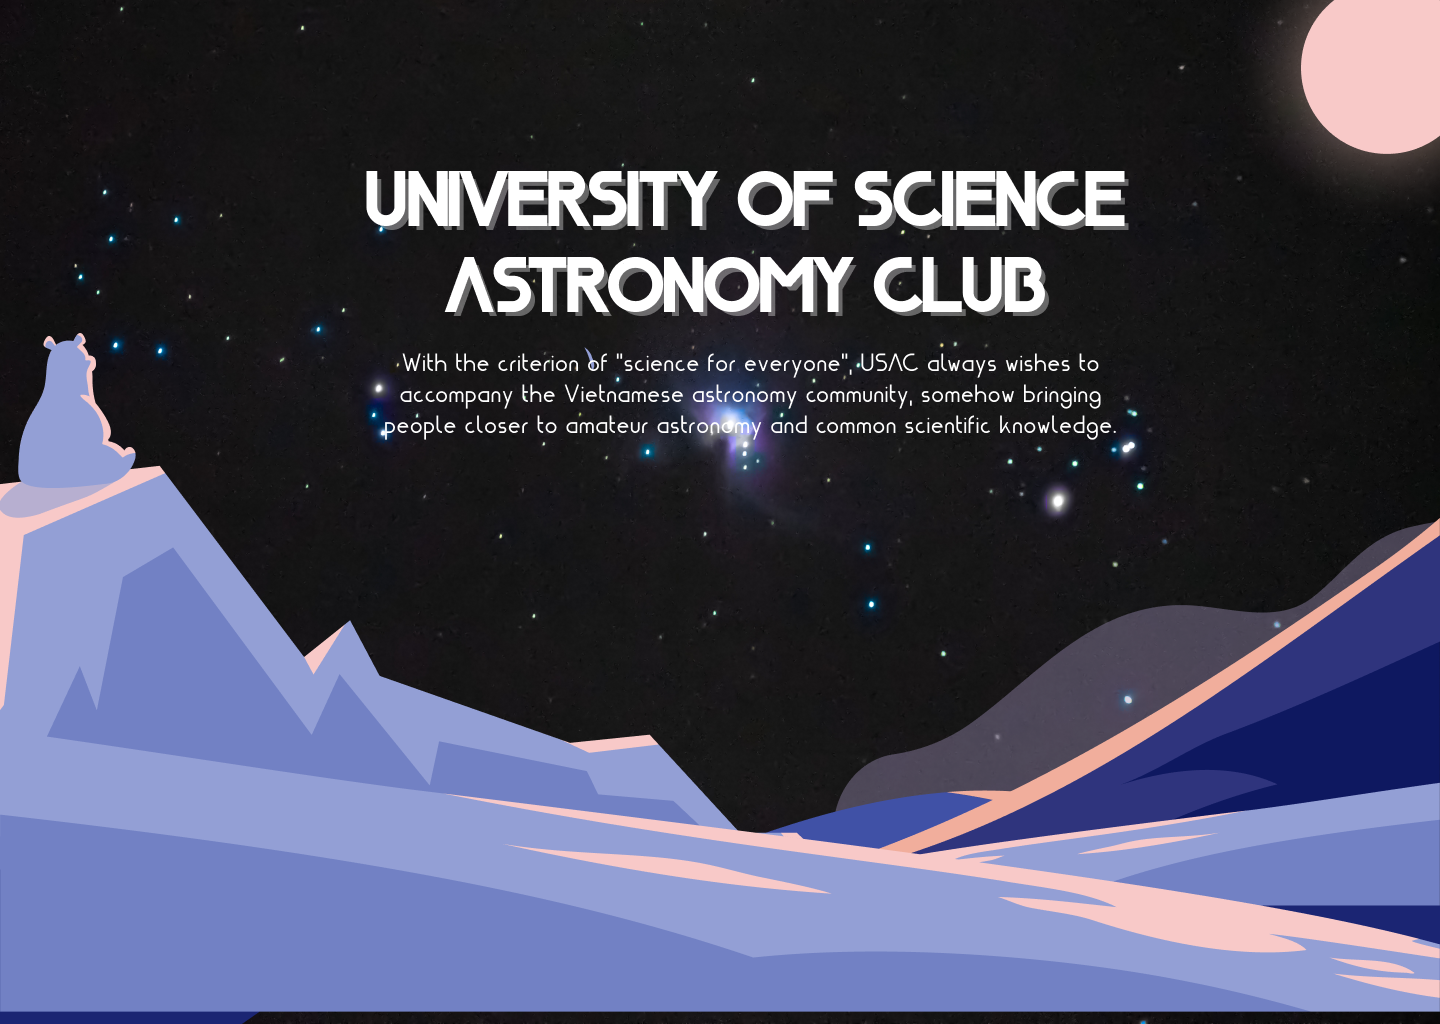 UNIVERSITY OF SCIENCE
ASTRONOMY CLUB
With the criterion of "science for everyone", USAC always wishes to
accompany the Vietnamese astronomy community, somehow bringing
people closer to amateur astronomy and common scientific knowledge.